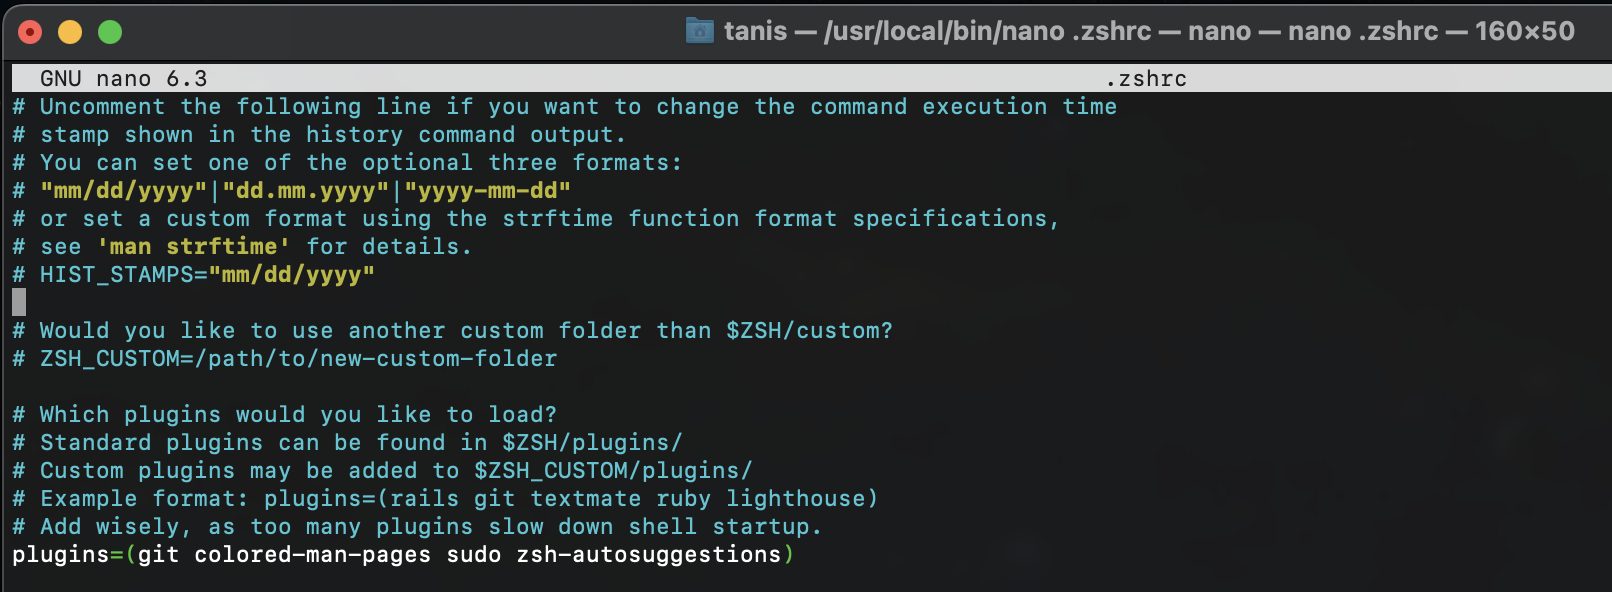 tanis — /usr/local/bin/nano .zshrc — nano — nano .zshrc — 160×50
GNU nano 6.3 .zshrc
# Uncomment the following line if you want to change the command execution time
# stamp shown in the history command output.
# You can set one of the optional three formats:
# "mm/dd/yyyy"|"dd.mm.yyyy"|"yyyy-mm-dd"
# or set a custom format using the strftime function format specifications,
# see 'man strftime' for details.
# HIST_STAMPS="mm/dd/yyyy"
# Would you like to use another custom folder than $ZSH/custom?
# ZSH_CUSTOM=/path/to/new-custom-folder
# Which plugins would you like to load?
# Standard plugins can be found in $ZSH/plugins/
# Custom plugins may be added to $ZSH_CUSTOM/plugins/
# Example format: plugins=(rails git textmate ruby lighthouse)
# Add wisely, as too many plugins slow down shell startup.
plugins=(git colored-man-pages sudo zsh-autosuggestions)